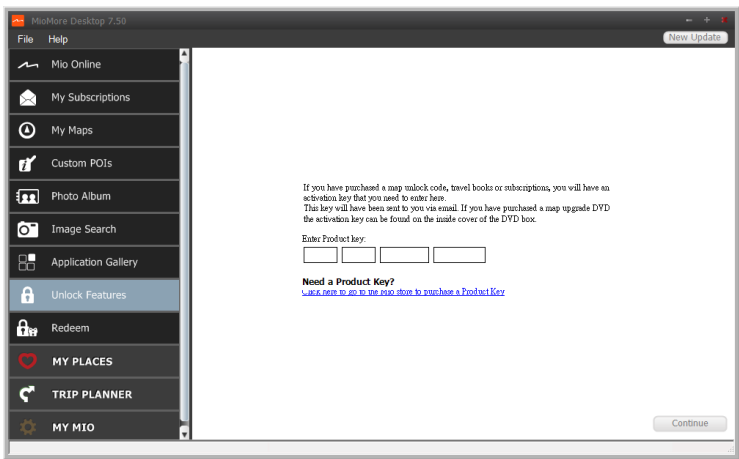 MioMore Desktop 7.50
File Help
New Update
Mio Online
My Subscriptions
My Maps
Custom POIs
Photo Album
Image Search
Application Gallery
Unlock Features
Redeem
MY PLACES
TRIP PLANNER
MY MIO
If you have purchased a map unlock code, travel books or subscriptions, you will have an
activation key that you need to enter here.
This key will have been sent to you via email. If you have purchased a map upgrade DVD
the activation key can be found on the inside cover of the DVD box.
Enter Product key:
Need a Product Key?
Click here to go to the Mio store to purchase a Product Key
Continue